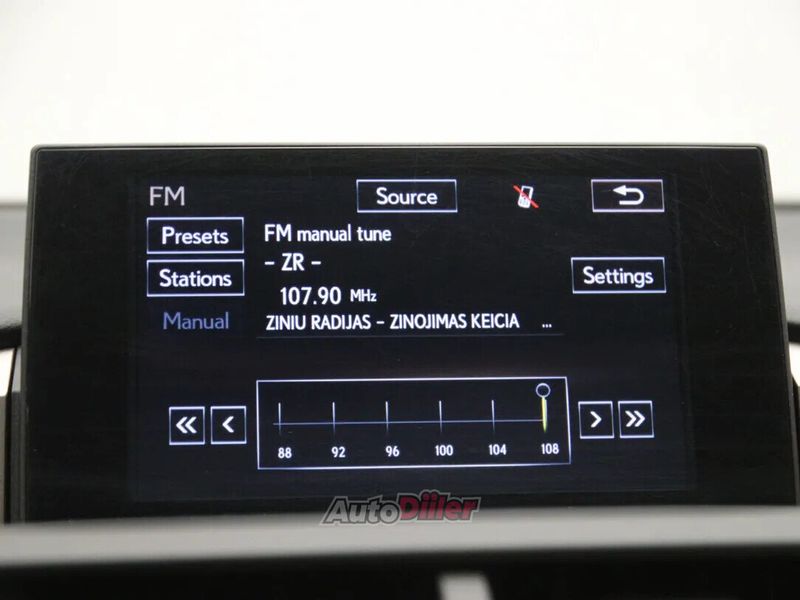 FM Source
Presets
FM manual tune
- ZR -
Stations
Settings
107.90 MHz
Manual
ZINIU RADIJAS - ZINOJIMAS KEICIA ...
<< < > >>
88 92 96 100 104 108
AutoDiiler